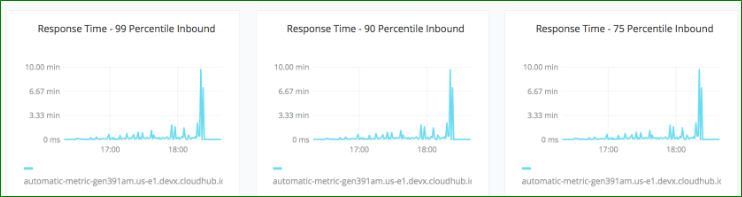 Response Time - 99 Percentile Inbound
10.00 min
6.67 min
3.33 min
0 ms
17:00 18:00
automatic-metric-gen391am.us-e1.devx.cloudhub.io
Response Time - 90 Percentile Inbound
10.00 min
6.67 min
3.33 min
0 ms
17:00 18:00
automatic-metric-gen391am.us-e1.devx.cloudhub.io
Response Time - 75 Percentile Inbound
10.00 min
6.67 min
3.33 min
0 ms
17:00 18:00
automatic-metric-gen391am.us-e1.devx.cloudhub.io